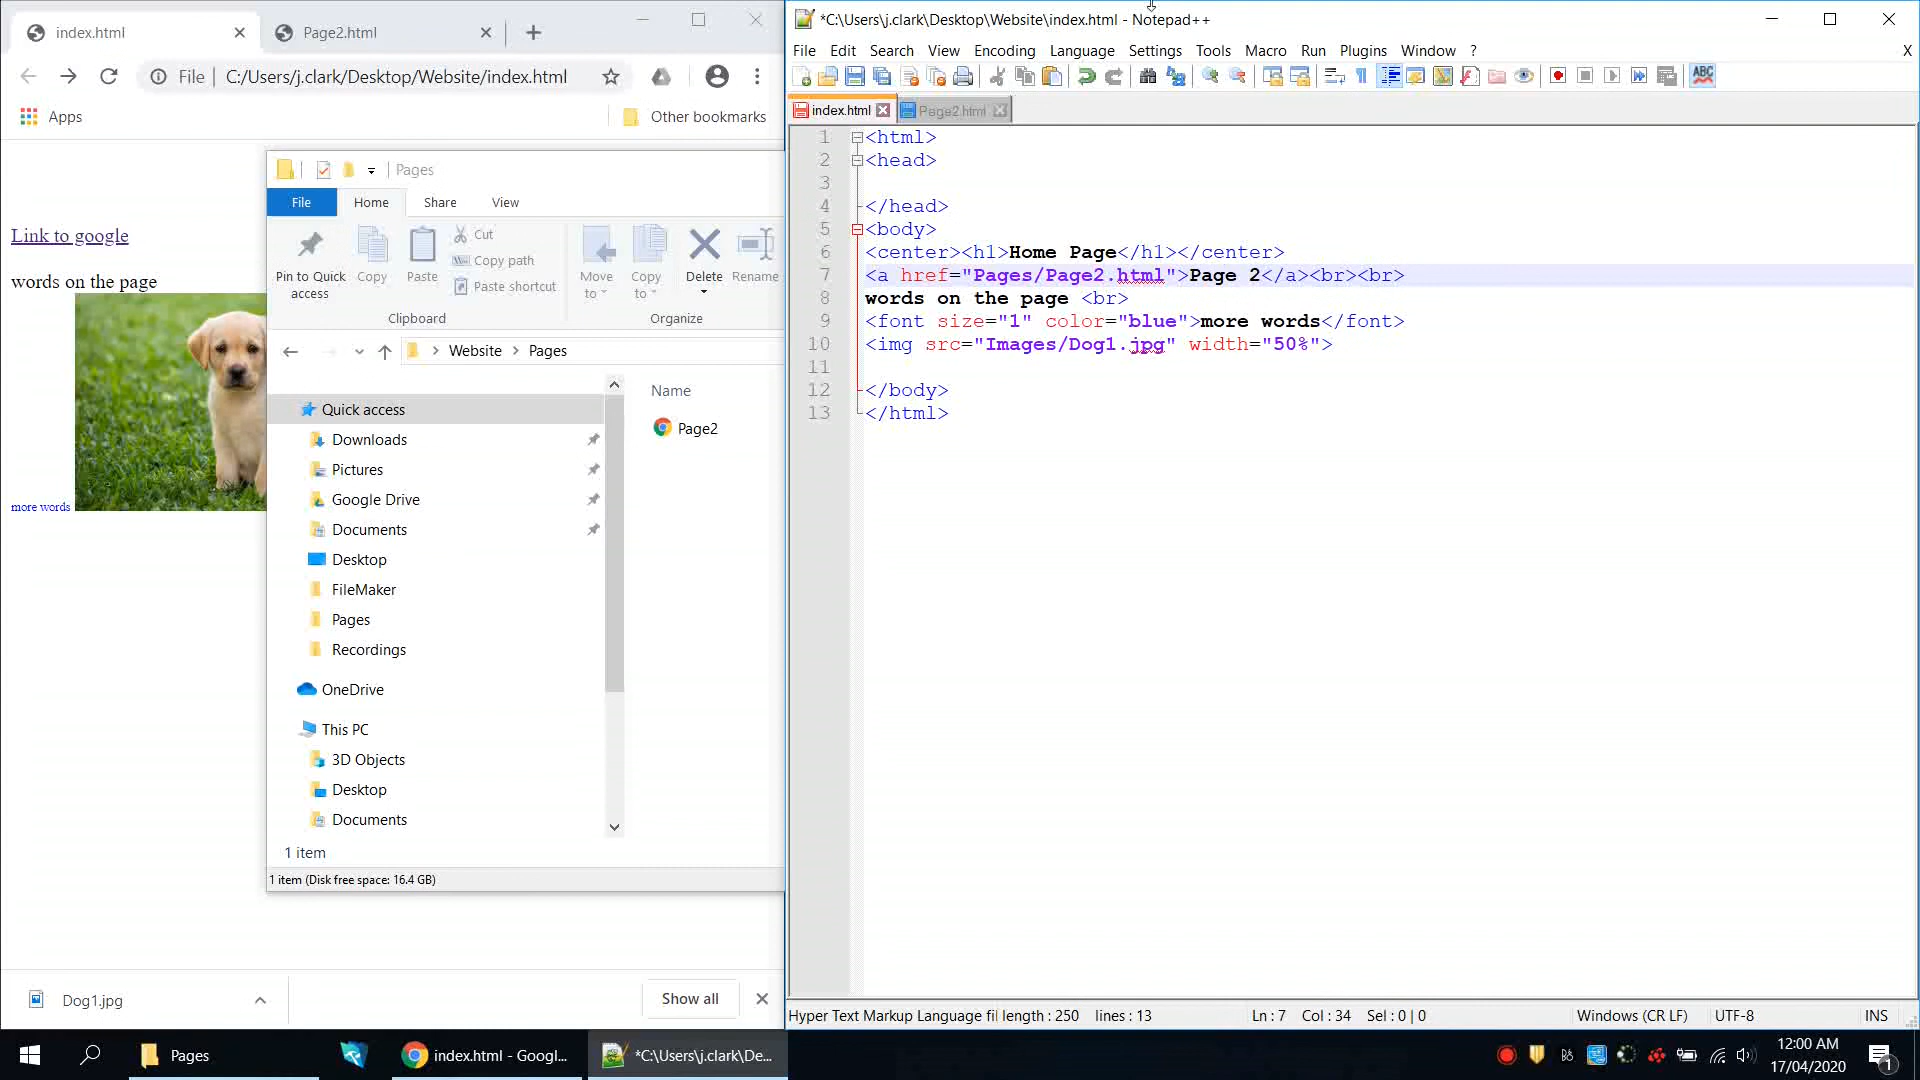 index.html
Page2.html
File C:/Users/j.clark/Desktop/Website/index.html
Apps
Other bookmarks
Link to google
words on the page
more words
Pages
File Home Share View
Pin to Quick access
Copy
Paste
Cut
Copy path
Paste shortcut
Clipboard
Move to
Copy to
Delete
Rename
Organize
Website Pages
Quick access
Downloads
Pictures
Google Drive
Documents
Desktop
FileMaker
Pages
Recordings
OneDrive
This PC
3D Objects
Desktop
Documents
Name
Page2
1 item
1 item (Disk free space: 16.4 GB)
Dog1.jpg
Show all
*C:\Users\j.clark\Desktop\Website\index.html - Notepad++
File Edit Search View Encoding Language Settings Tools Macro Run Plugins Window ? X
ABC
index.html Page2.html
1 <html>
2 <head>
3
4 </head>
5 <body>
6 <center><h1>Home Page</h1></center>
7 <a href="Pages/Page2.html">Page 2</a><br><br>
8 words on the page <br>
9 <font size="1" color="blue">more words</font>
10 <img src="Images/Dog1.jpg" width="50%">
11
12 </body>
13 </html>
Hyper Text Markup Language fil length : 250 lines : 13 Ln : 7 Col : 34 Sel : 0 | 0 Windows (CR LF) UTF-8 INS
Pages
index.html - Googl...
*C:\Users\j.clark\De...
12:00 AM
17/04/2020
1